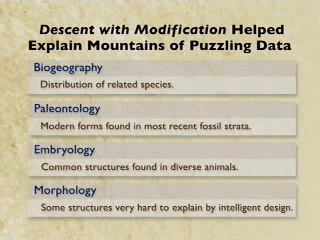 Descent with Modification Helped
Explain Mountains of Puzzling Data
Biogeography
Distribution of related species.
Paleontology
Modern forms found in most recent fossil strata.
Embryology
Common structures found in diverse animals.
Morphology
Some structures very hard to explain by intelligent design.